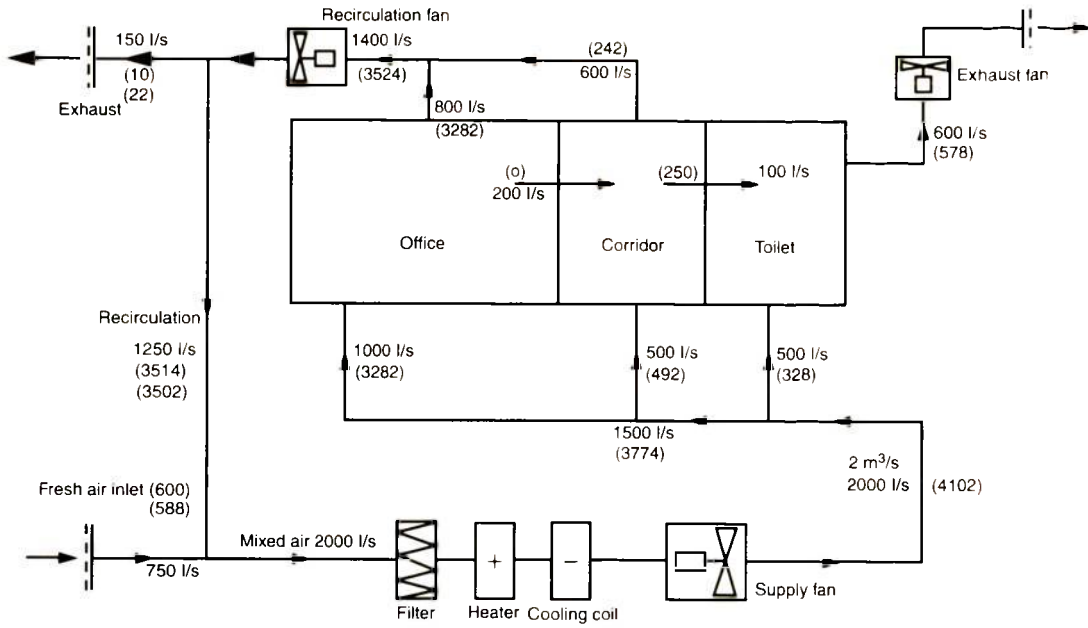 Recirculation fan
150 l/s
(10)
(22)
Exhaust
1400 l/s
(3524)
(242)
600 l/s
Exhaust fan
800 l/s
(3282)
600 l/s
(578)
(o)
200 l/s
(250)
100 l/s
Office
Corridor
Toilet
Recirculation
1250 l/s
(3514)
(3502)
1000 l/s
(3282)
500 l/s
(492)
500 l/s
(328)
1500 l/s
(3774)
2 m³/s
2000 l/s
(4102)
Fresh air inlet (600)
(588)
750 l/s
Mixed air 2000 l/s
+
−
Filter
Heater
Cooling coil
Supply fan